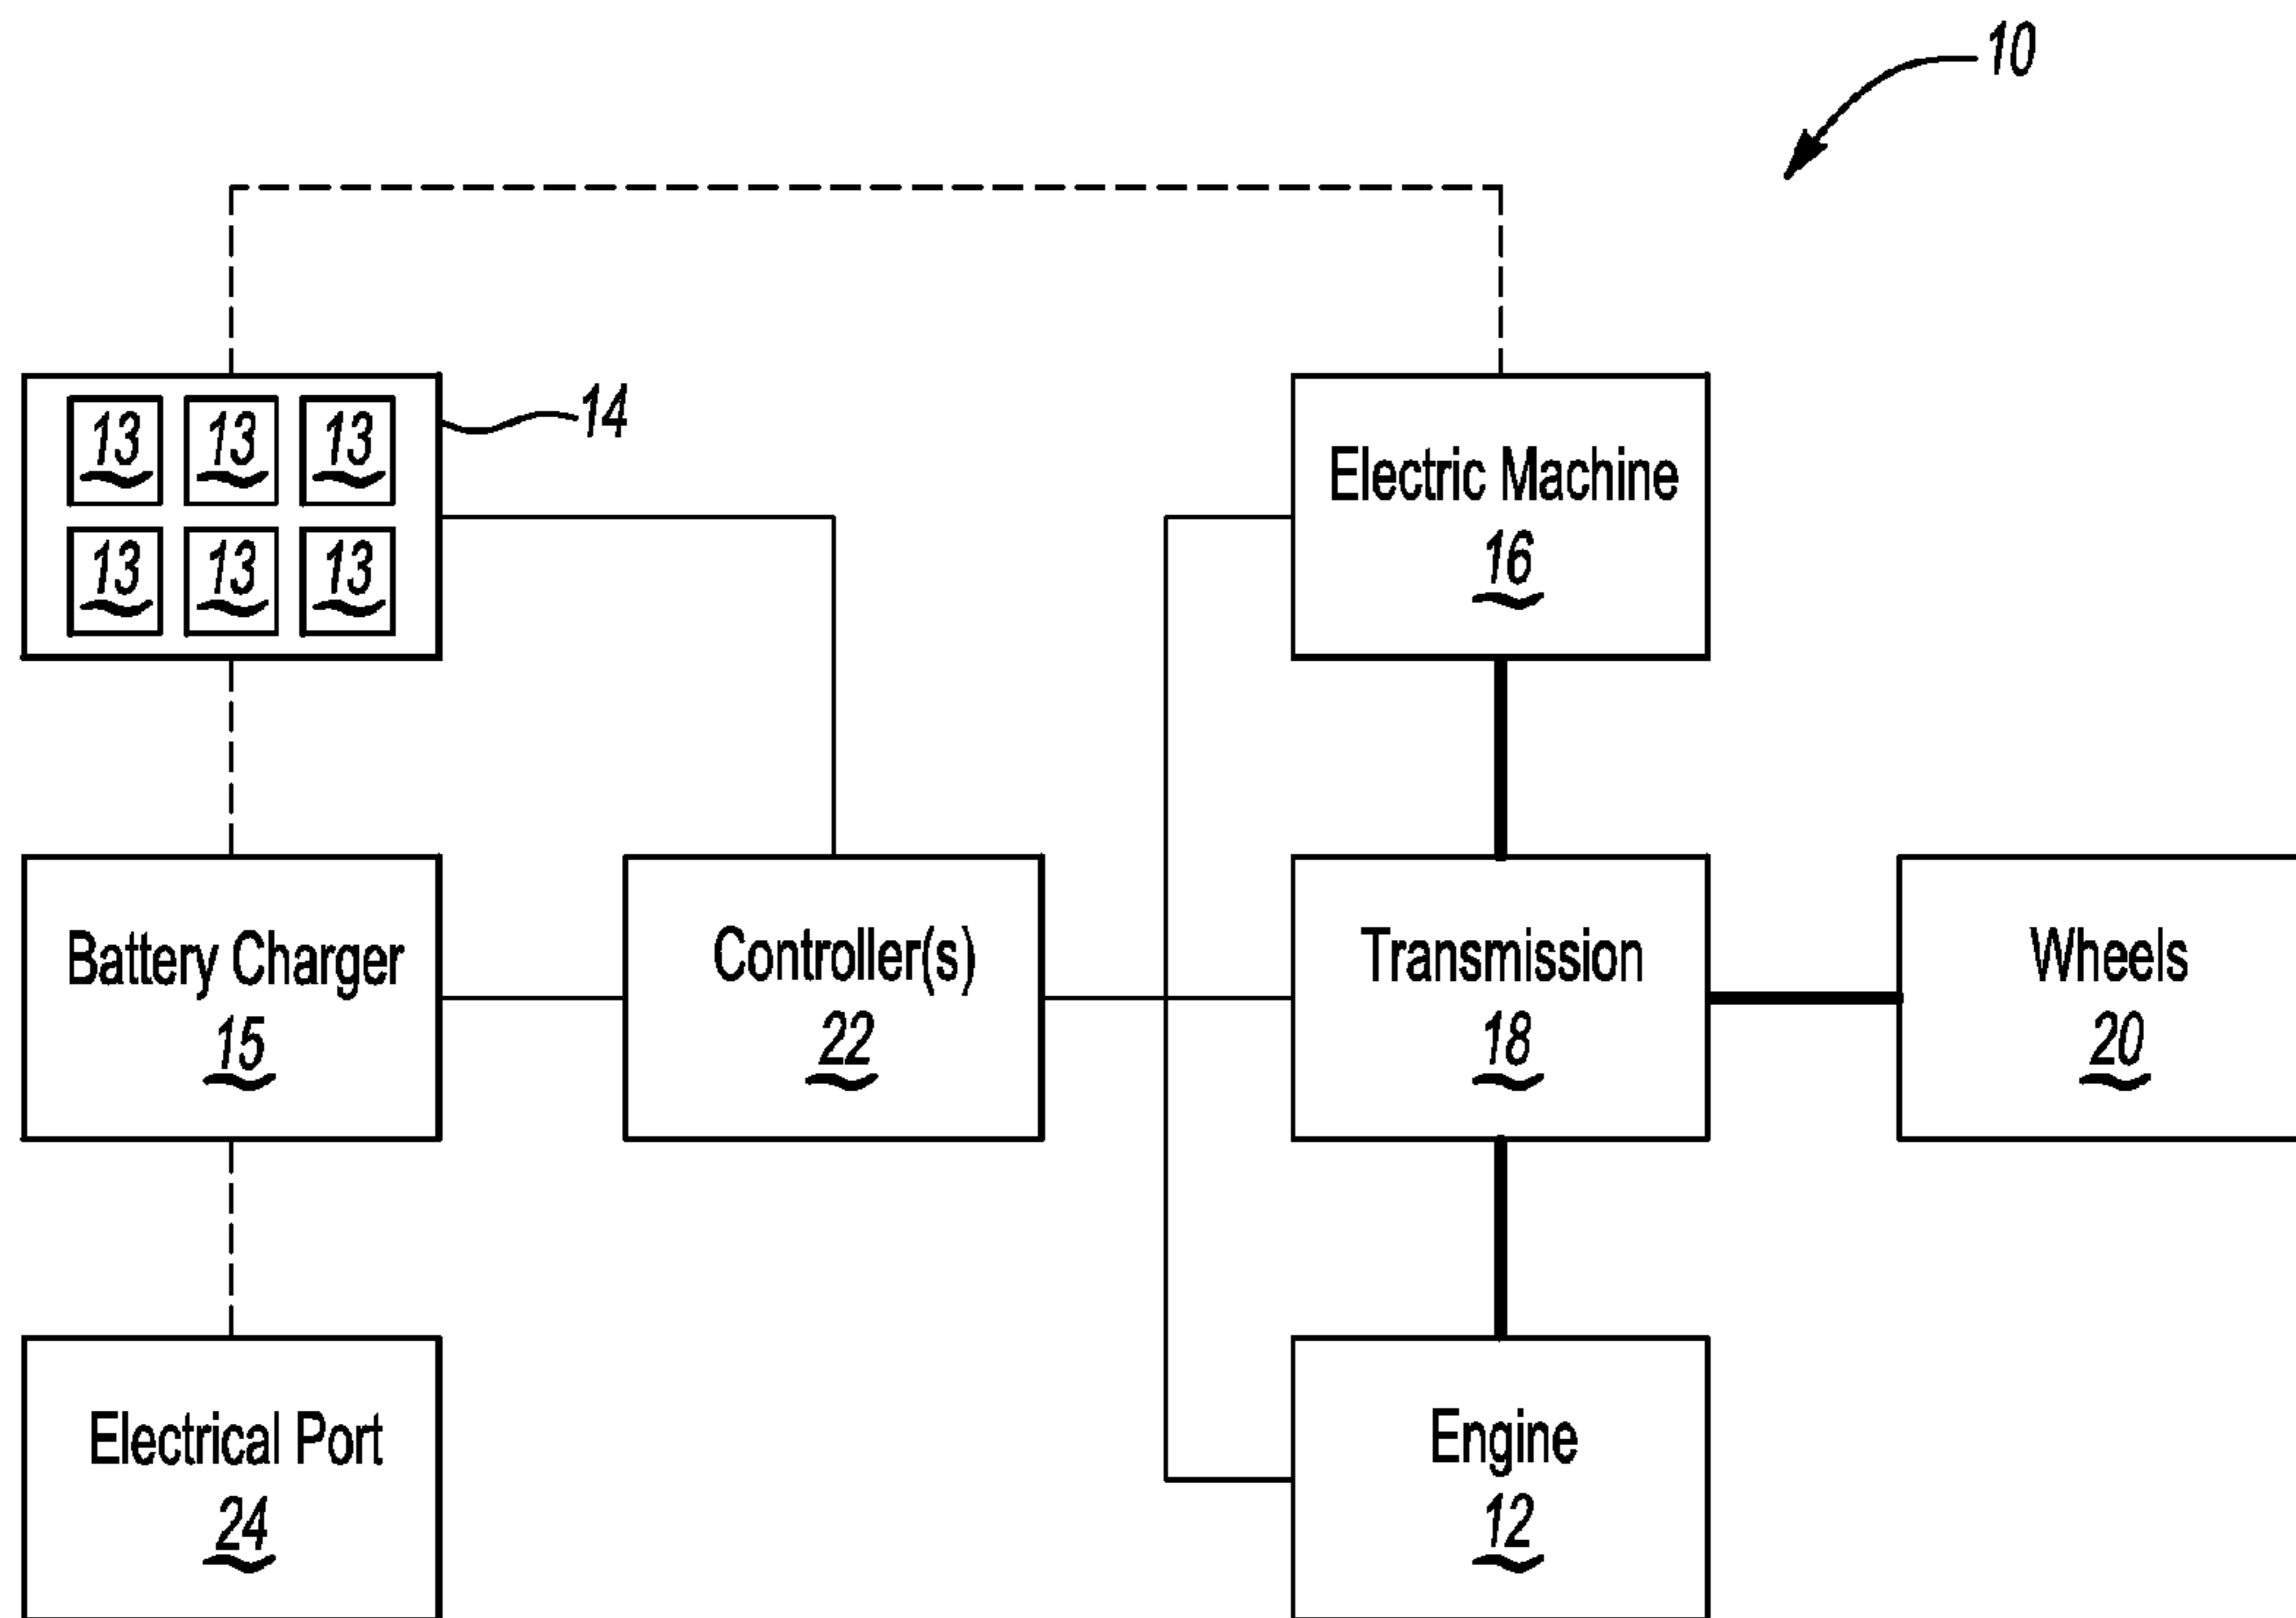 10
14
13 13 13
13 13 13
Electric Machine
16
Battery Charger
15
Controller(s)
22
Transmission
18
Wheels
20
Electrical Port
24
Engine
12